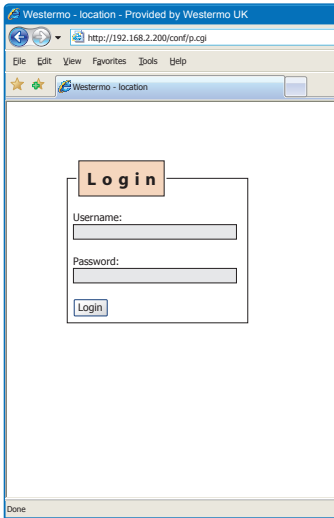 Westermo - location - Provided by Westermo UK
http://192.168.2.200/conf/p.cgi
File Edit View Favorites Tools Help
Westermo - location
Login
Username:
Password:
Login
Done